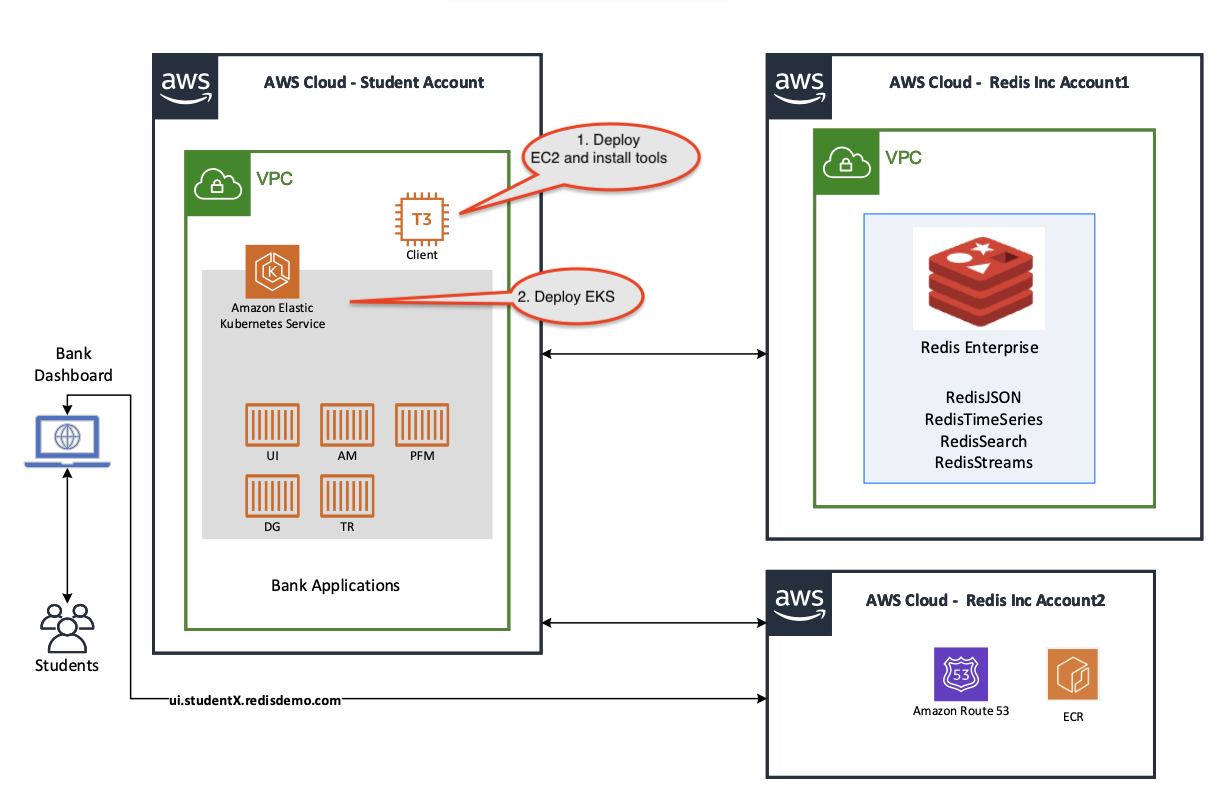 aws
AWS Cloud - Student Account
VPC
1. Deploy
EC2 and install tools
T3
Client
K
Amazon Elastic
Kubernetes Service
2. Deploy EKS
UI
AM
PFM
DG
TR
Bank Applications
Bank
Dashboard
Students
ui.studentX.redisdemo.com
aws
AWS Cloud - Redis Inc Account1
VPC
Redis Enterprise
RedisJSON
RedisTimeSeries
RedisSearch
RedisStreams
aws
AWS Cloud - Redis Inc Account2
53
Amazon Route 53
ECR